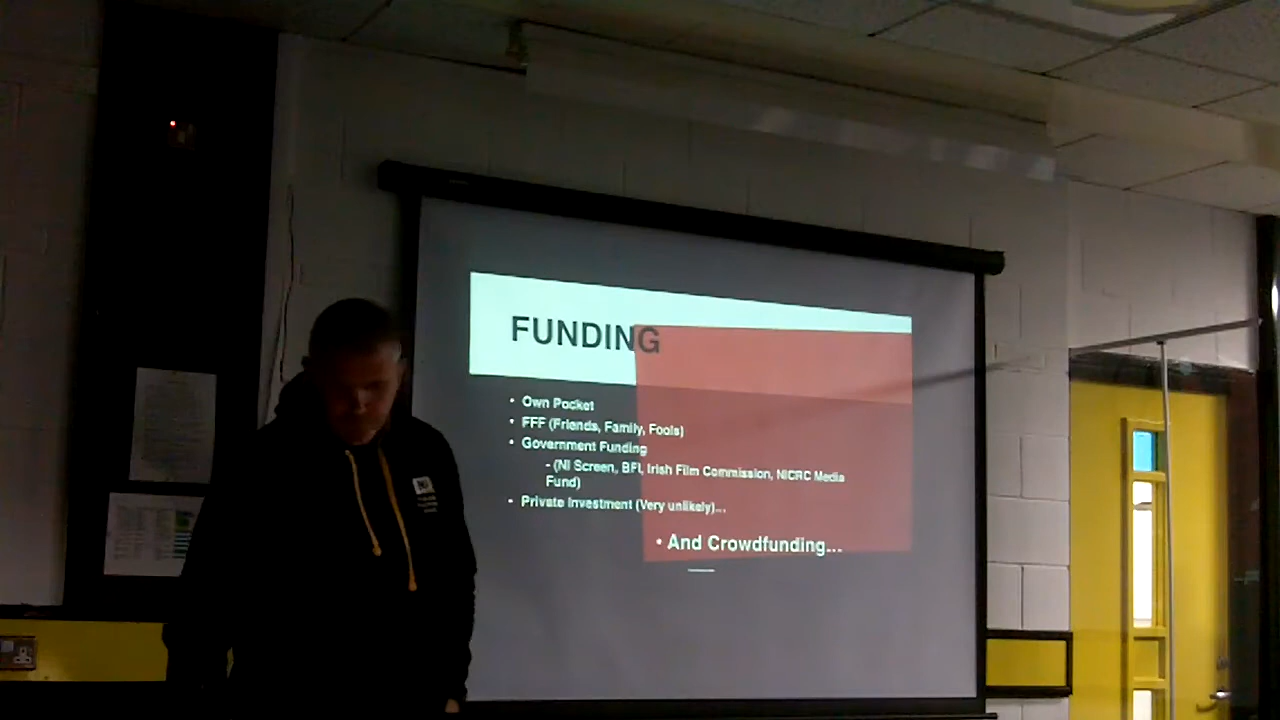 FUNDING
• Own Pocket
• FFF (Friends, Family, Fools)
• Government Funding
- (NI Screen, BFI, Irish Film Commission, NICRC Media
Fund)
• Private Investment (Very unlikely)...
• And Crowdfunding...